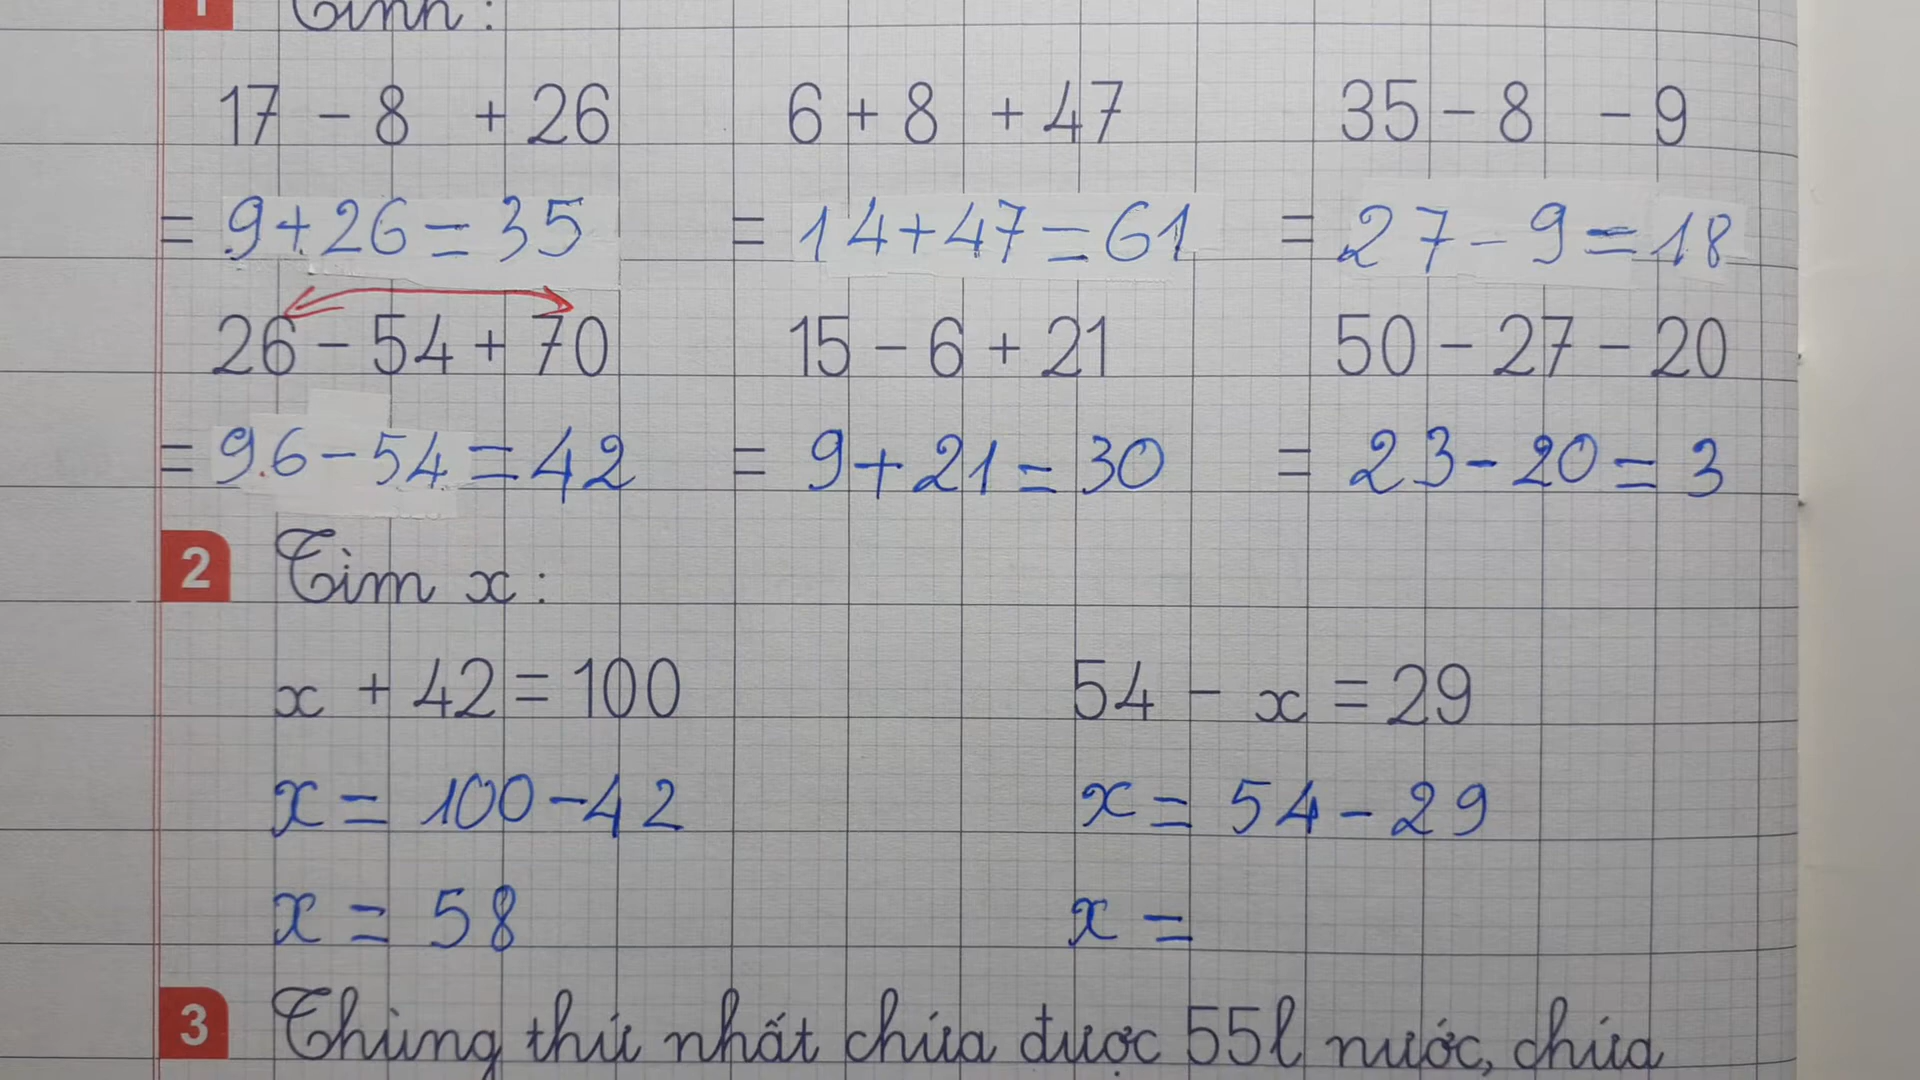 1 Tính :
17 - 8 + 26 6 + 8 + 47 35 - 8 - 9
= 9 + 26 = 35 = 14 + 47 = 61 = 27 - 9 = 18
26 - 54 + 70 15 - 6 + 21 50 - 27 - 20
= 96 - 54 = 42 = 9 + 21 = 30 = 23 - 20 = 3
2 Tìm x :
x + 42 = 100 54 - x = 29
x = 100 - 42 x = 54 - 29
x = 58 x =
3 Thùng thứ nhất chứa được 55l nước, chứa